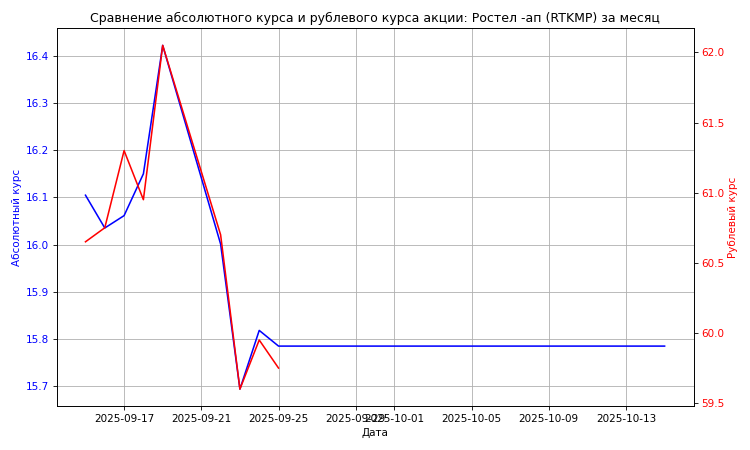 Сравнение абсолютного курса и рублевого курса акции: Ростел -ап (RTKMP) за месяц
16.4
16.3
16.2
16.1
16.0
15.9
15.8
15.7
Абсолютный курс
62.0
61.5
61.0
60.5
60.0
59.5
Рублевый курс
2025-09-17 2025-09-21 2025-09-25 2025-09-29 2025-10-01 2025-10-05 2025-10-09 2025-10-13
Дата